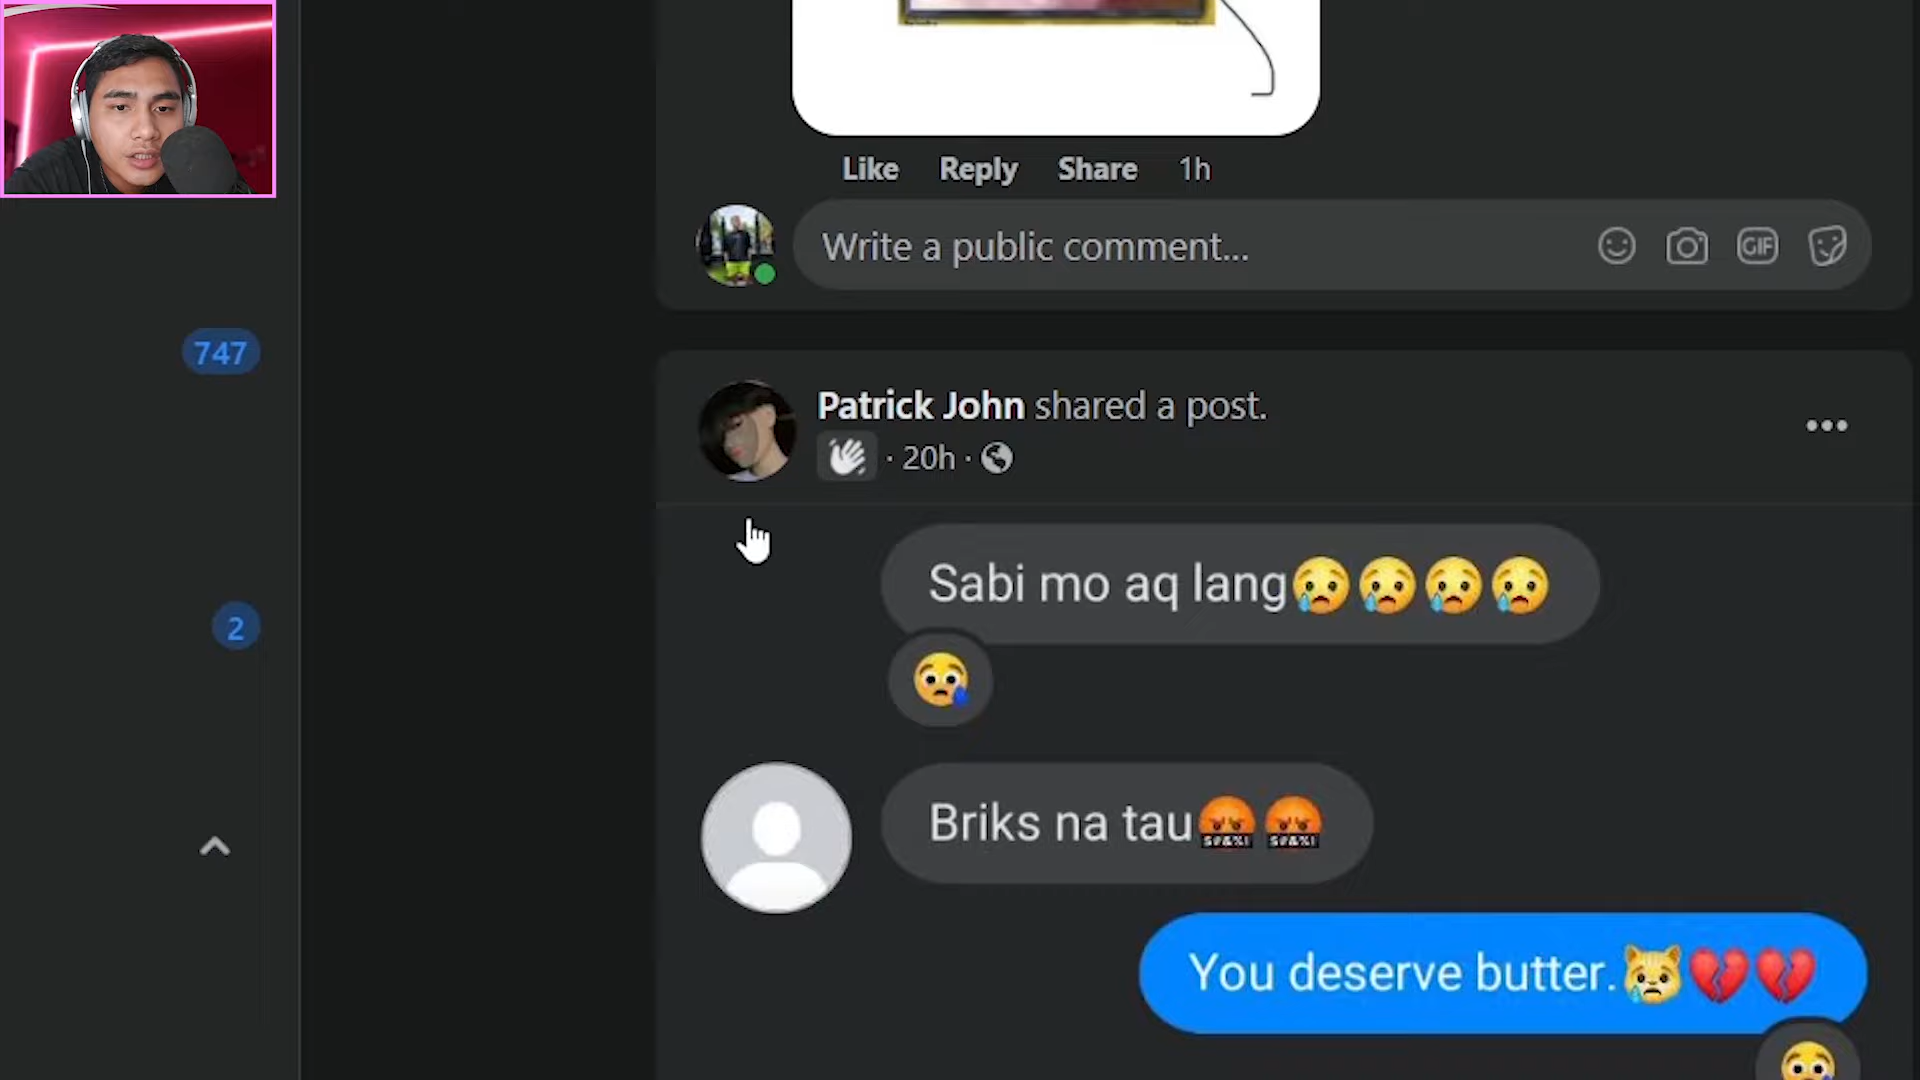 Like Reply Share 1h
Write a public comment...
GIF
747
Patrick John shared a post.
· 20h ·
Sabi mo aq lang😢😢😢😢
2
Briks na tau🤬🤬
You deserve butter.😿💔💔